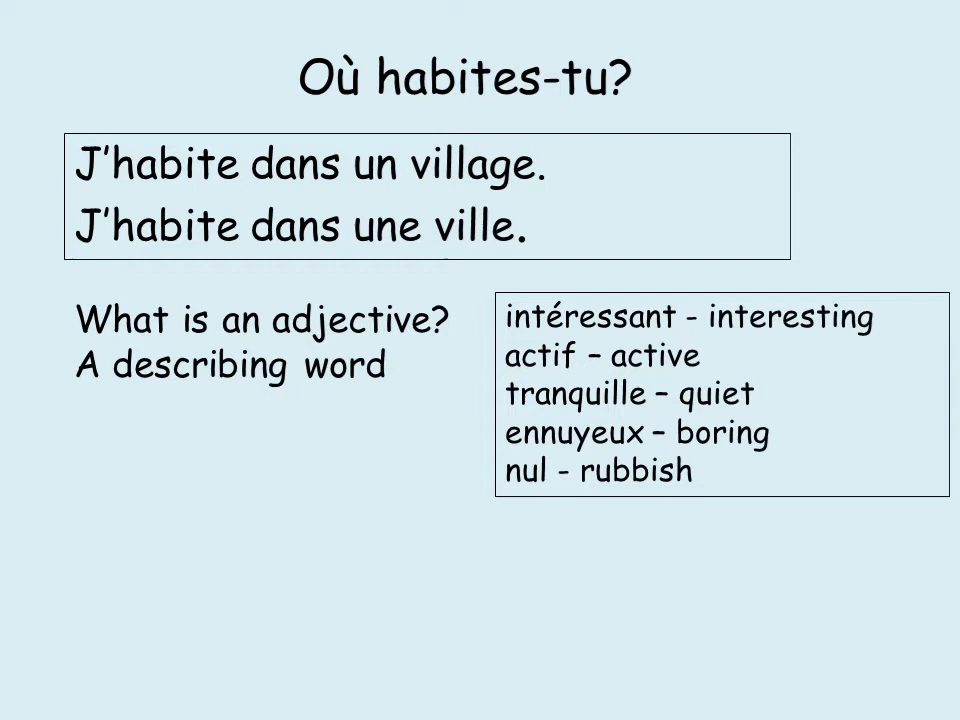 Où habites-tu?
J’habite dans un village.
J’habite dans une ville.
What is an adjective?
A describing word
intéressant - interesting
actif – active
tranquille – quiet
ennuyeux – boring
nul - rubbish